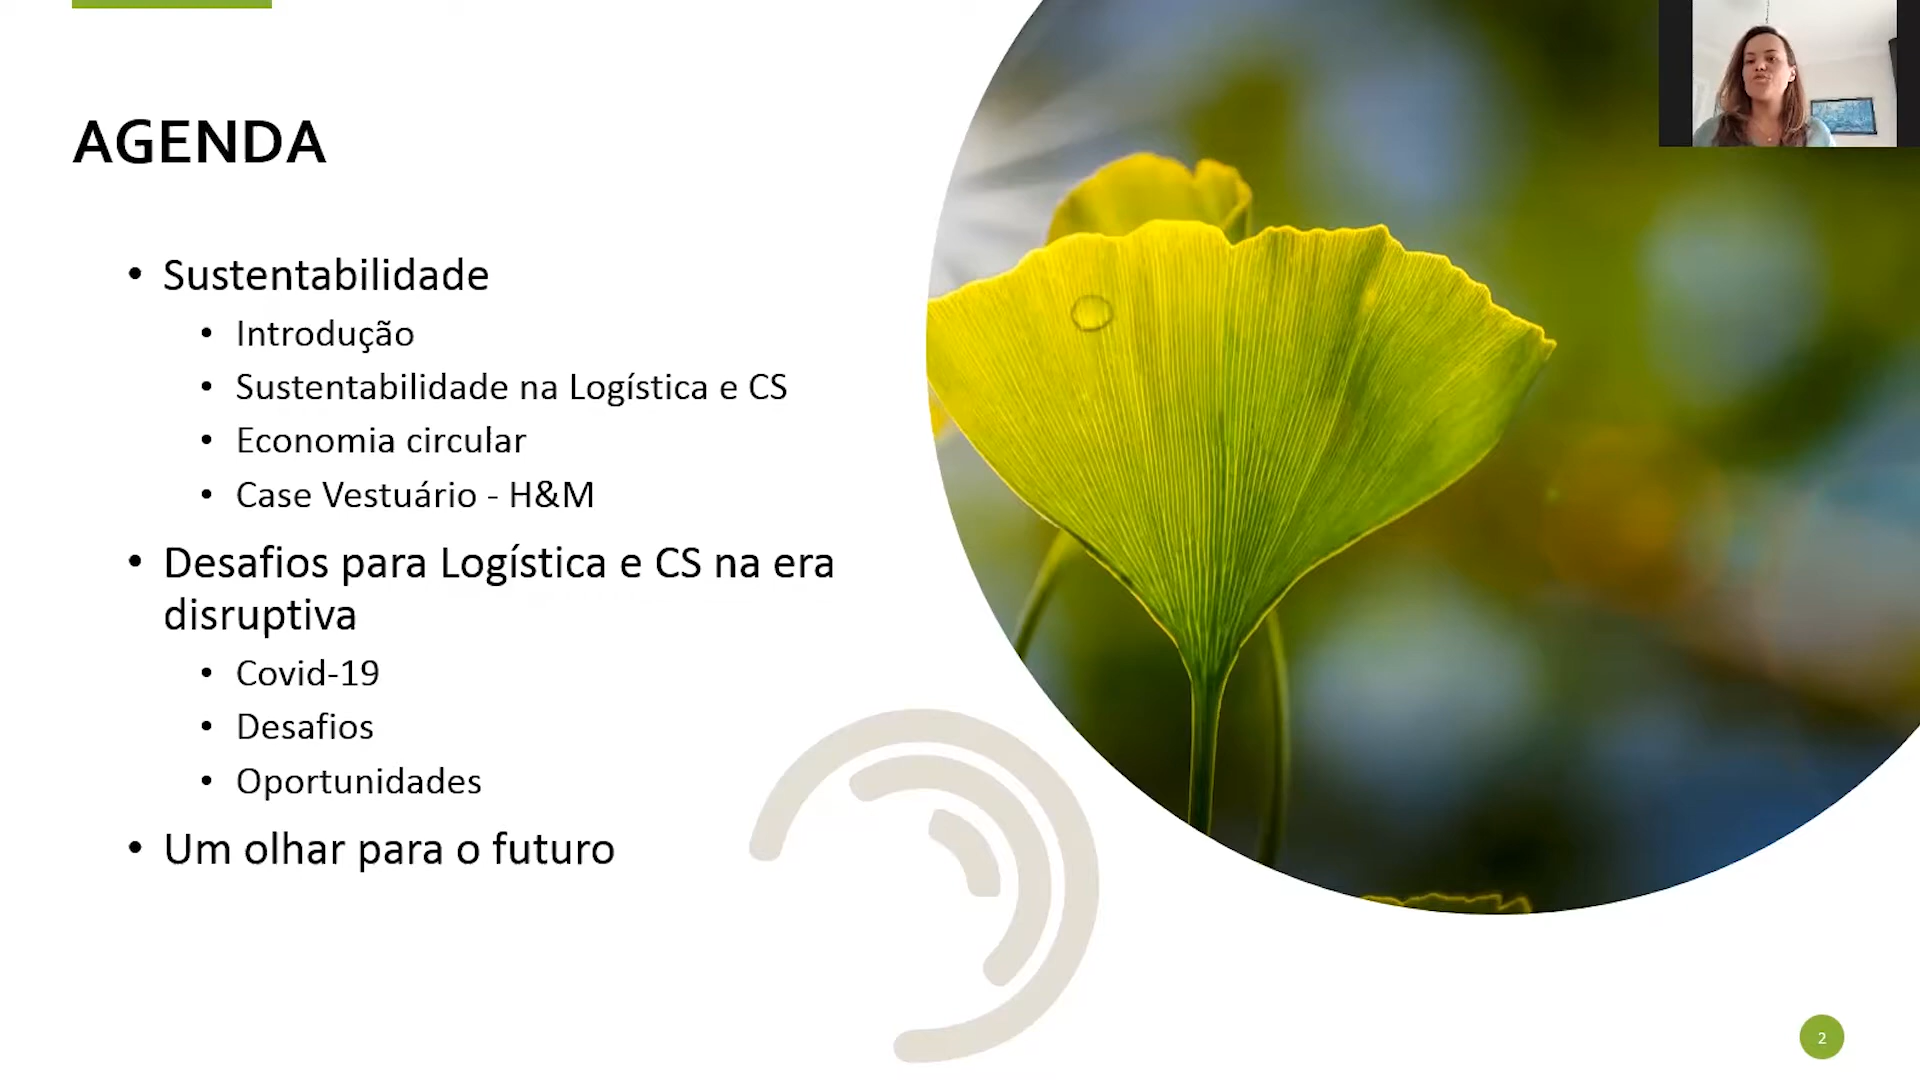 AGENDA
• Sustentabilidade
• Introdução
• Sustentabilidade na Logística e CS
• Economia circular
• Case Vestuário - H&M
• Desafios para Logística e CS na era
disruptiva
• Covid-19
• Desafios
• Oportunidades
• Um olhar para o futuro
2